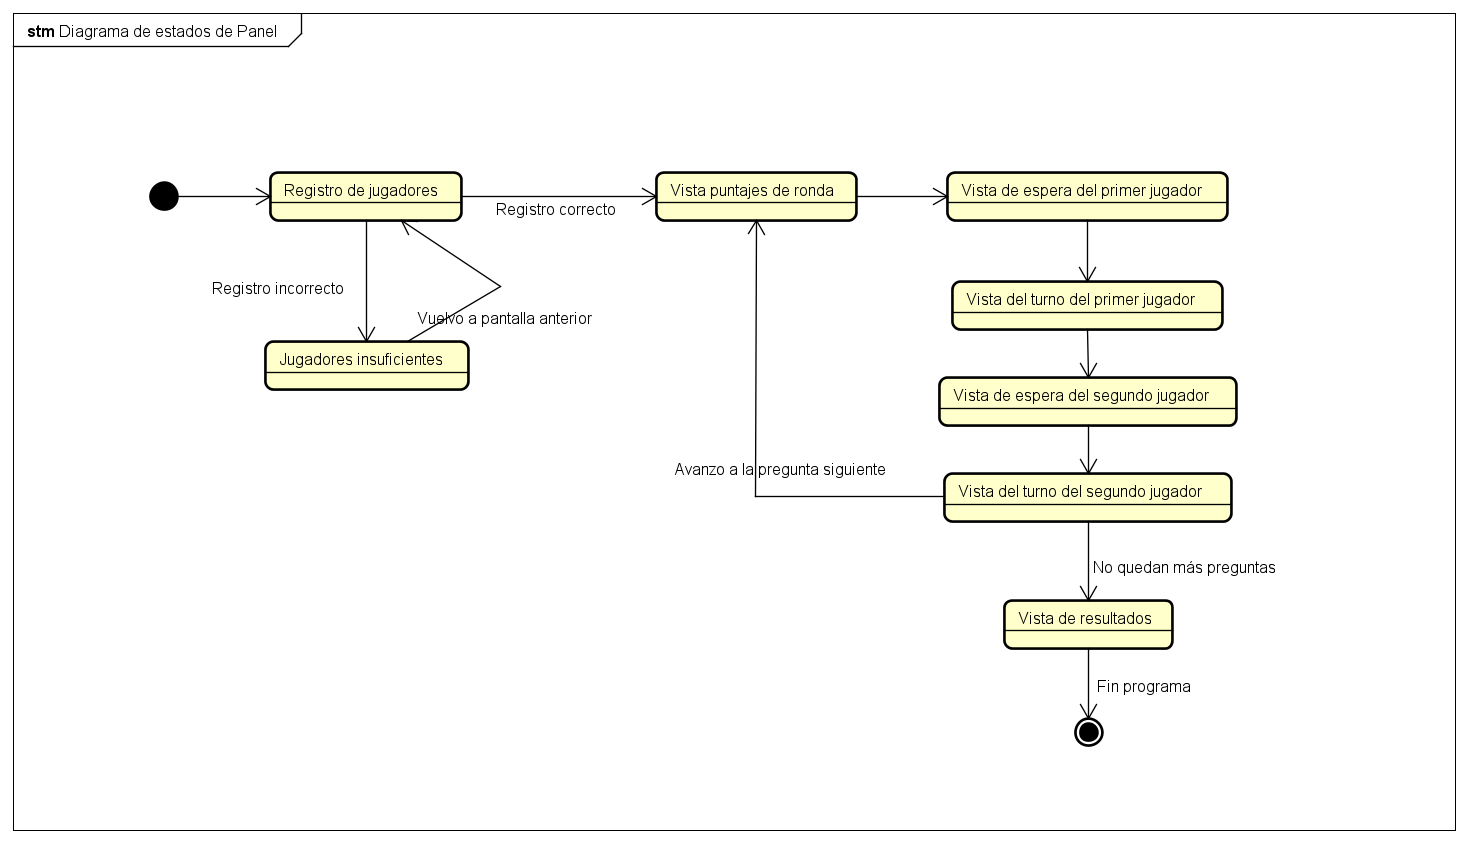 stm Diagrama de estados de Panel
Registro de jugadores
Vista puntajes de ronda
Vista de espera del primer jugador
Registro correcto
Registro incorrecto
Vista del turno del primer jugador
Vuelvo a pantalla anterior
Jugadores insuficientes
Vista de espera del segundo jugador
Avanzo a la pregunta siguiente
Vista del turno del segundo jugador
No quedan más preguntas
Vista de resultados
Fin programa